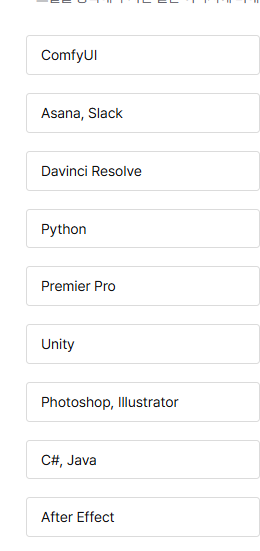 ComfyUI
Asana, Slack
Davinci Resolve
Python
Premier Pro
Unity
Photoshop, Illustrator
C#, Java
After Effect